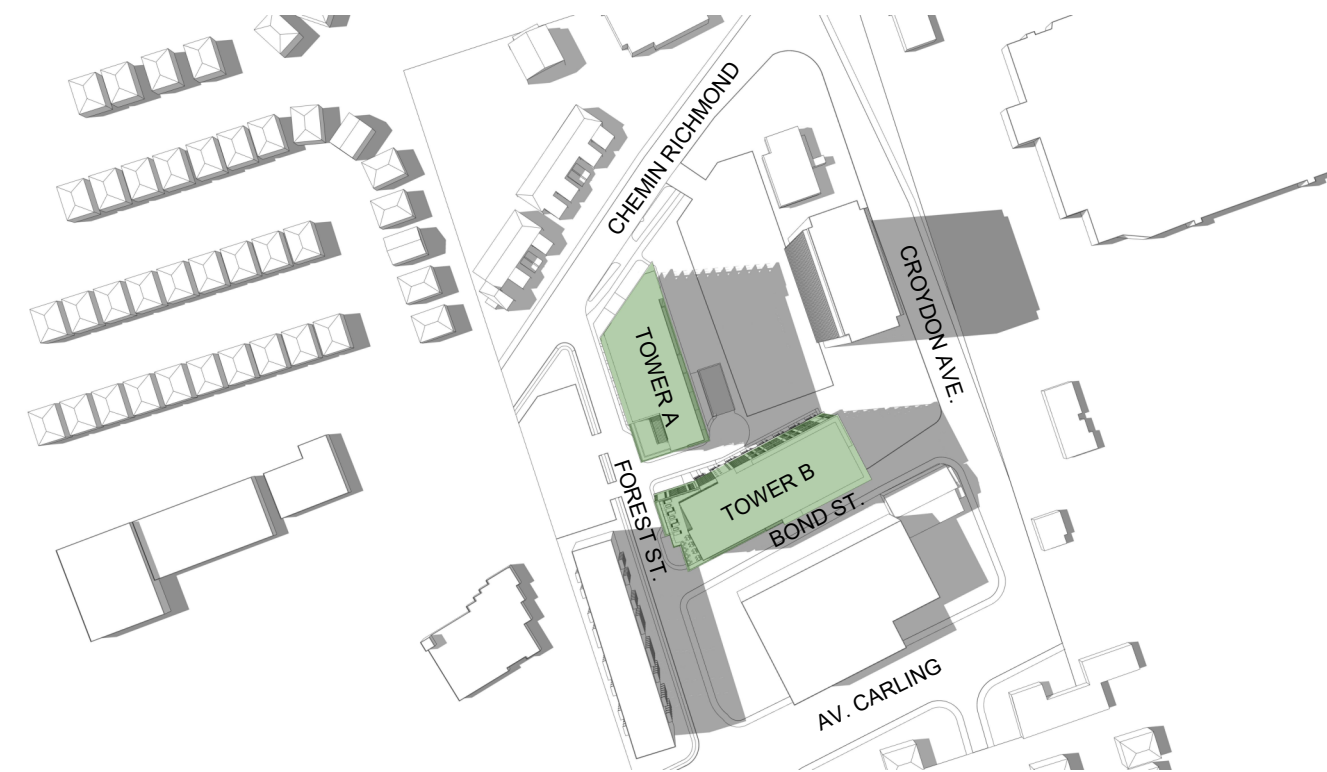 CHEMIN RICHMOND
CROYDON AVE.
TOWER A
TOWER B
FOREST ST.
BOND ST.
AV. CARLING